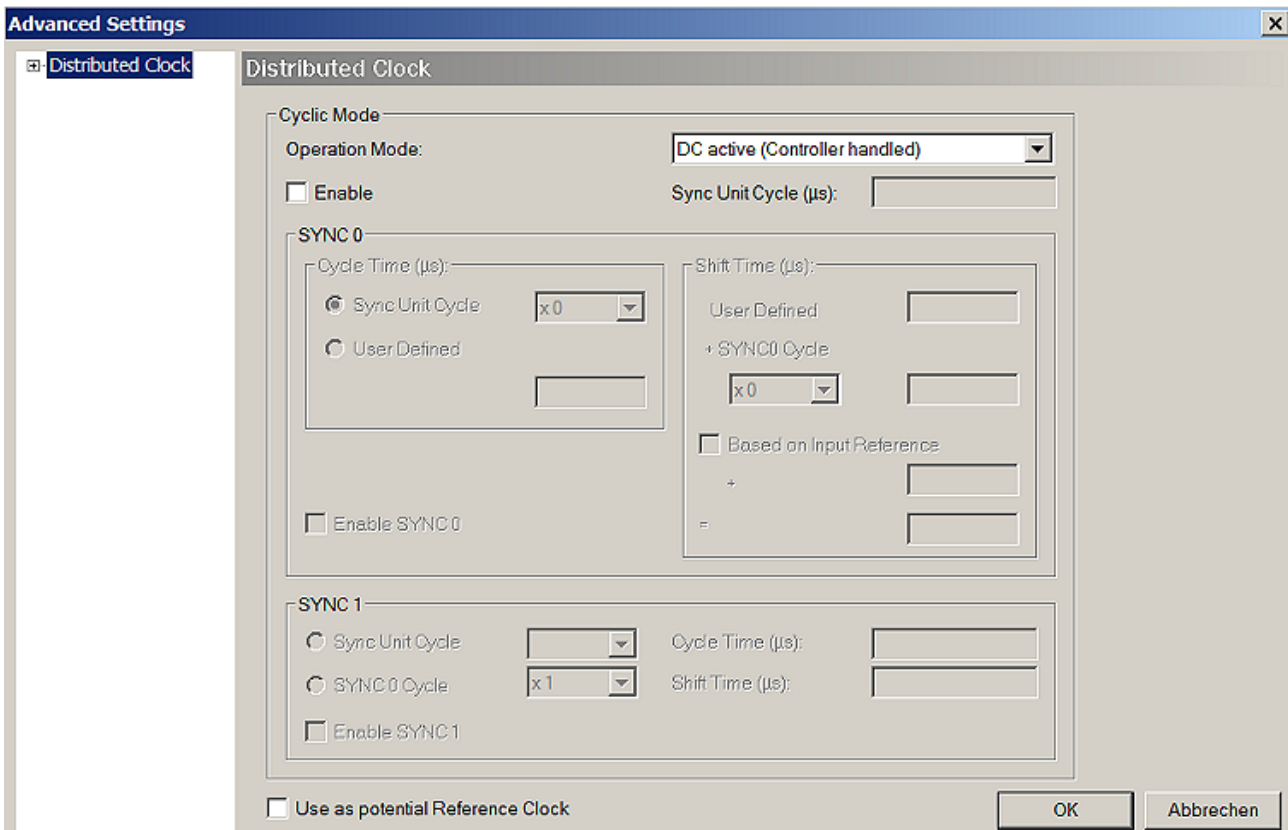 Advanced Settings
Distributed Clock
Distributed Clock
Cyclic Mode
Operation Mode: DC active (Controller handled)
Enable Sync Unit Cycle (µs):
SYNC 0
Cycle Time (µs): Shift Time (µs):
Sync Unit Cycle x 0 User Defined
User Defined + SYNC0 Cycle
x 0
Based on Input Reference
+
Enable SYNC 0 =
SYNC 1
Sync Unit Cycle Cycle Time (µs):
SYNC 0 Cycle x 1 Shift Time (µs):
Enable SYNC 1
Use as potential Reference Clock OK Abbrechen